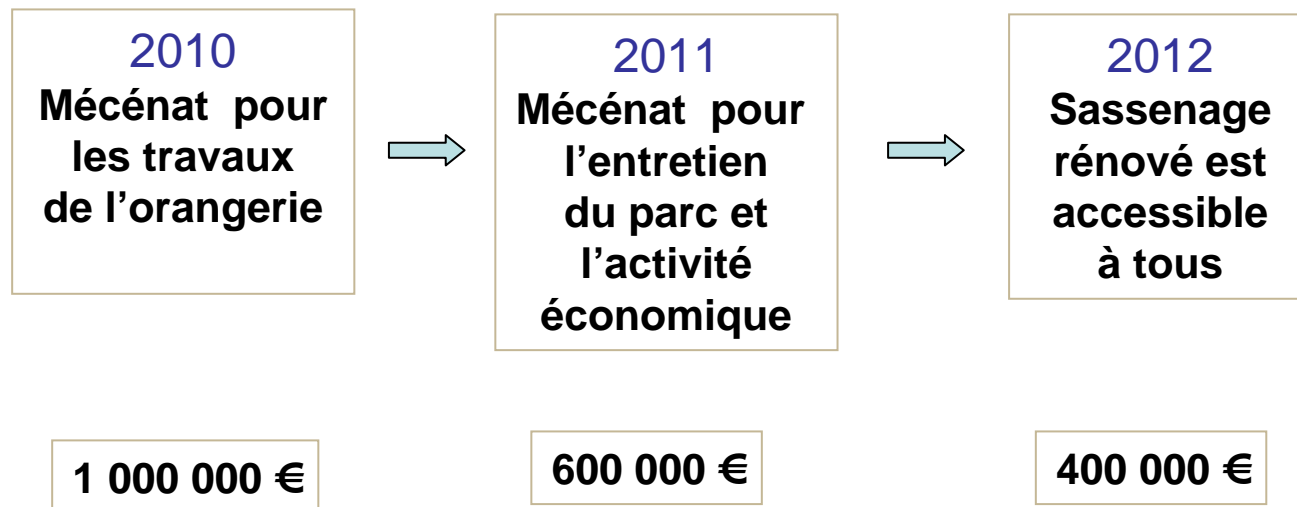 2010
Mécénat pour
les travaux
de l’orangerie
2011
Mécénat pour
l’entretien
du parc et
l’activité
économique
2012
Sassenage
rénové est
accessible
à tous
1 000 000 €
600 000 €
400 000 €